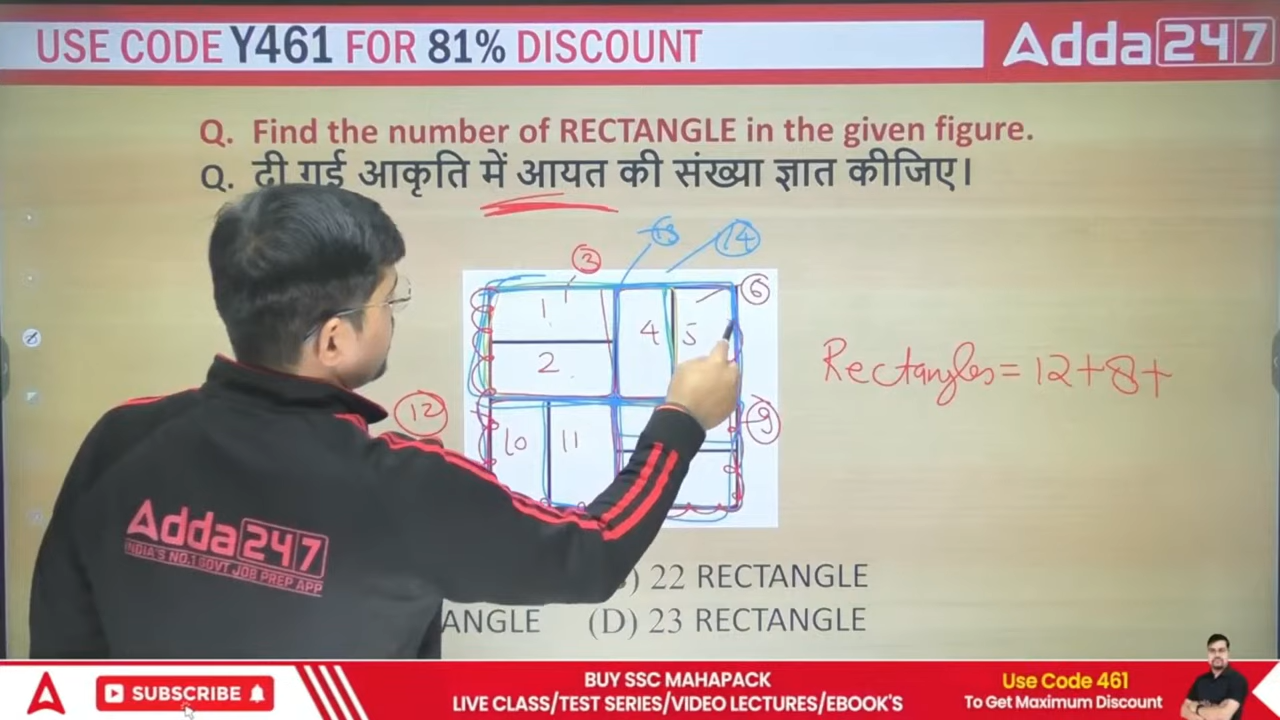 USE CODE Y461 FOR 81% DISCOUNT
Adda247
Q. Find the number of RECTANGLE in the given figure.
Q. दी गई आकृति में आयत की संख्या ज्ञात कीजिए।
13
14
3
6
1
4
5
2
Rectangles = 12+8+
12
9
10
11
Adda247
INDIA'S NO.1 GOVT JOB PREP APP
) 22 RECTANGLE
ANGLE (D) 23 RECTANGLE
SUBSCRIBE
BUY SSC MAHAPACK
LIVE CLASS/TEST SERIES/VIDEO LECTURES/EBOOK'S
Use Code 461
To Get Maximum Discount